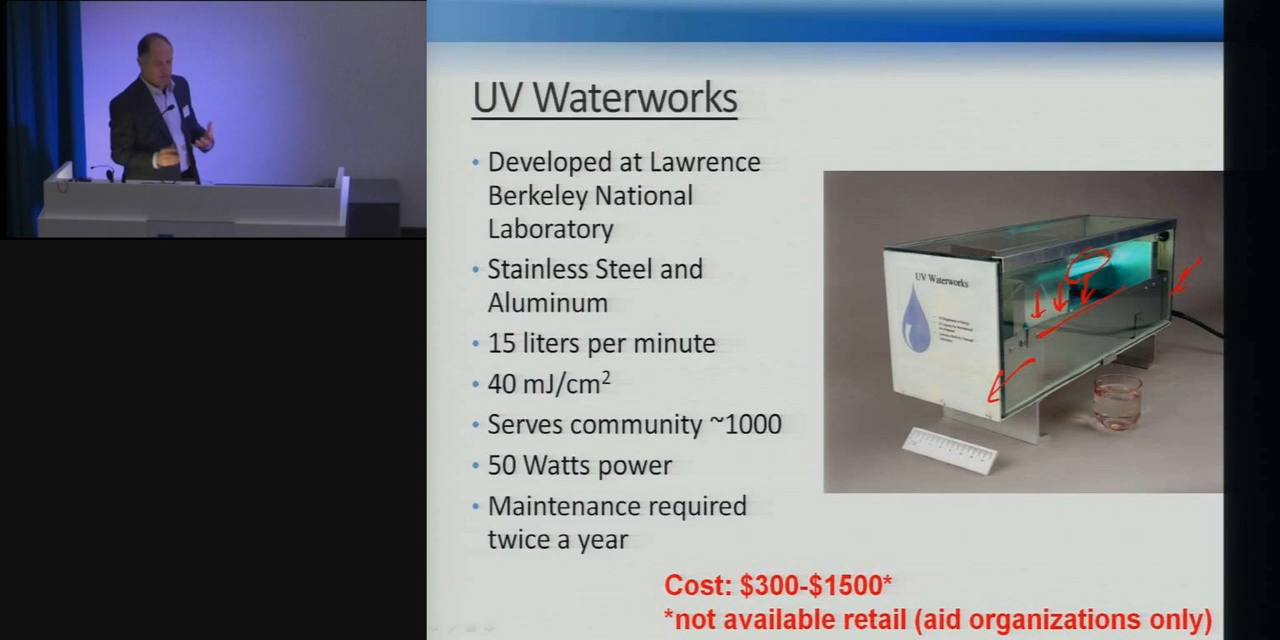 UV Waterworks
• Developed at Lawrence
Berkeley National
Laboratory
• Stainless Steel and
Aluminum
• 15 liters per minute
• 40 mJ/cm²
• Serves community ~1000
• 50 Watts power
• Maintenance required
twice a year
UV Waterworks
Cost: $300-$1500*
*not available retail (aid organizations only)